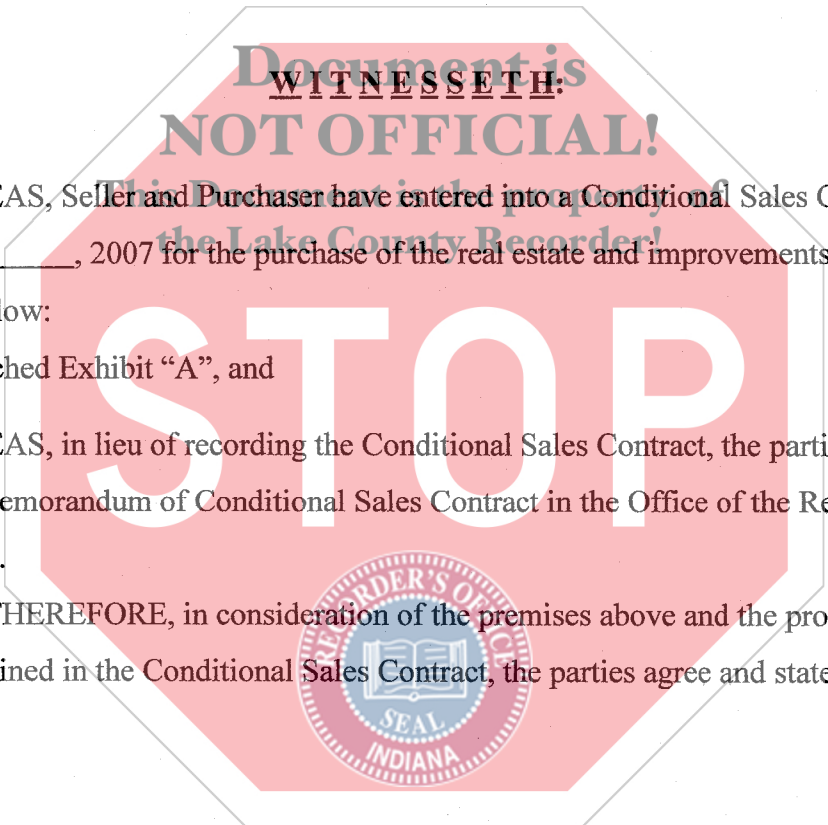 Document is
WITNESSETH:
NOT OFFICIAL!
EAS, Seller and Purchaser have entered into a Conditional Sales C
This Document is the property of
the Lake County Recorder!
_____, 2007 for the purchase of the real estate and improvements
low:
STOP
ched Exhibit “A”, and
EAS, in lieu of recording the Conditional Sales Contract, the parti
emorandum of Conditional Sales Contract in the Office of the Re
.
THEREFORE, in consideration of the premises above and the pro
ined in the Conditional Sales Contract, the parties agree and state
RECORDER'S OFFICE
SEAL
INDIANA